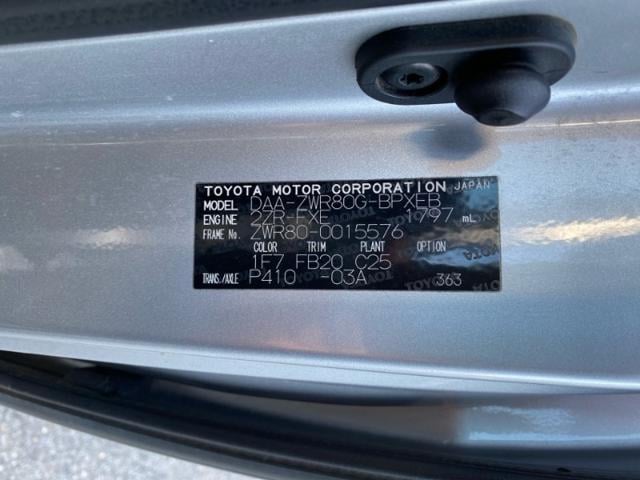 TOYOTA MOTOR CORPORATION JAPAN
MODEL DAA-ZWR80G-BPXEB
ENGINE 2ZR-FXE 1797 mL
FRAME No. ZWR80-0015576
COLOR TRIM PLANT OPTION
1F7 FB20 C25
TRANS./AXLE P410 -03A 363